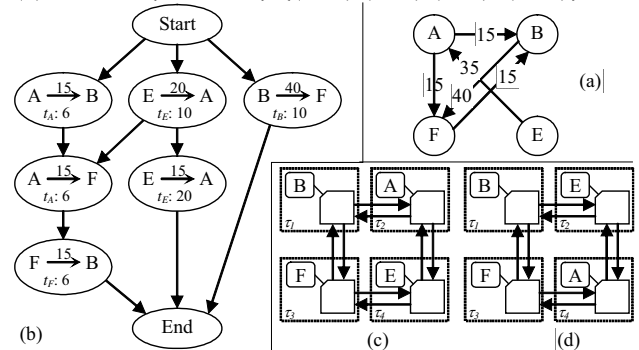 Start
A 15 B
t_A: 6
E 20 A
t_E: 10
B 40 F
t_B: 10
A 15 F
t_A: 6
E 15 A
t_E: 20
F 15 B
t_F: 6
End
(b)
A
15
B
15
35
40
15
F
E
(a)
B
A
τ1
τ2
F
E
τ3
τ4
(c)
B
E
τ1
τ2
F
A
τ3
τ4
(d)